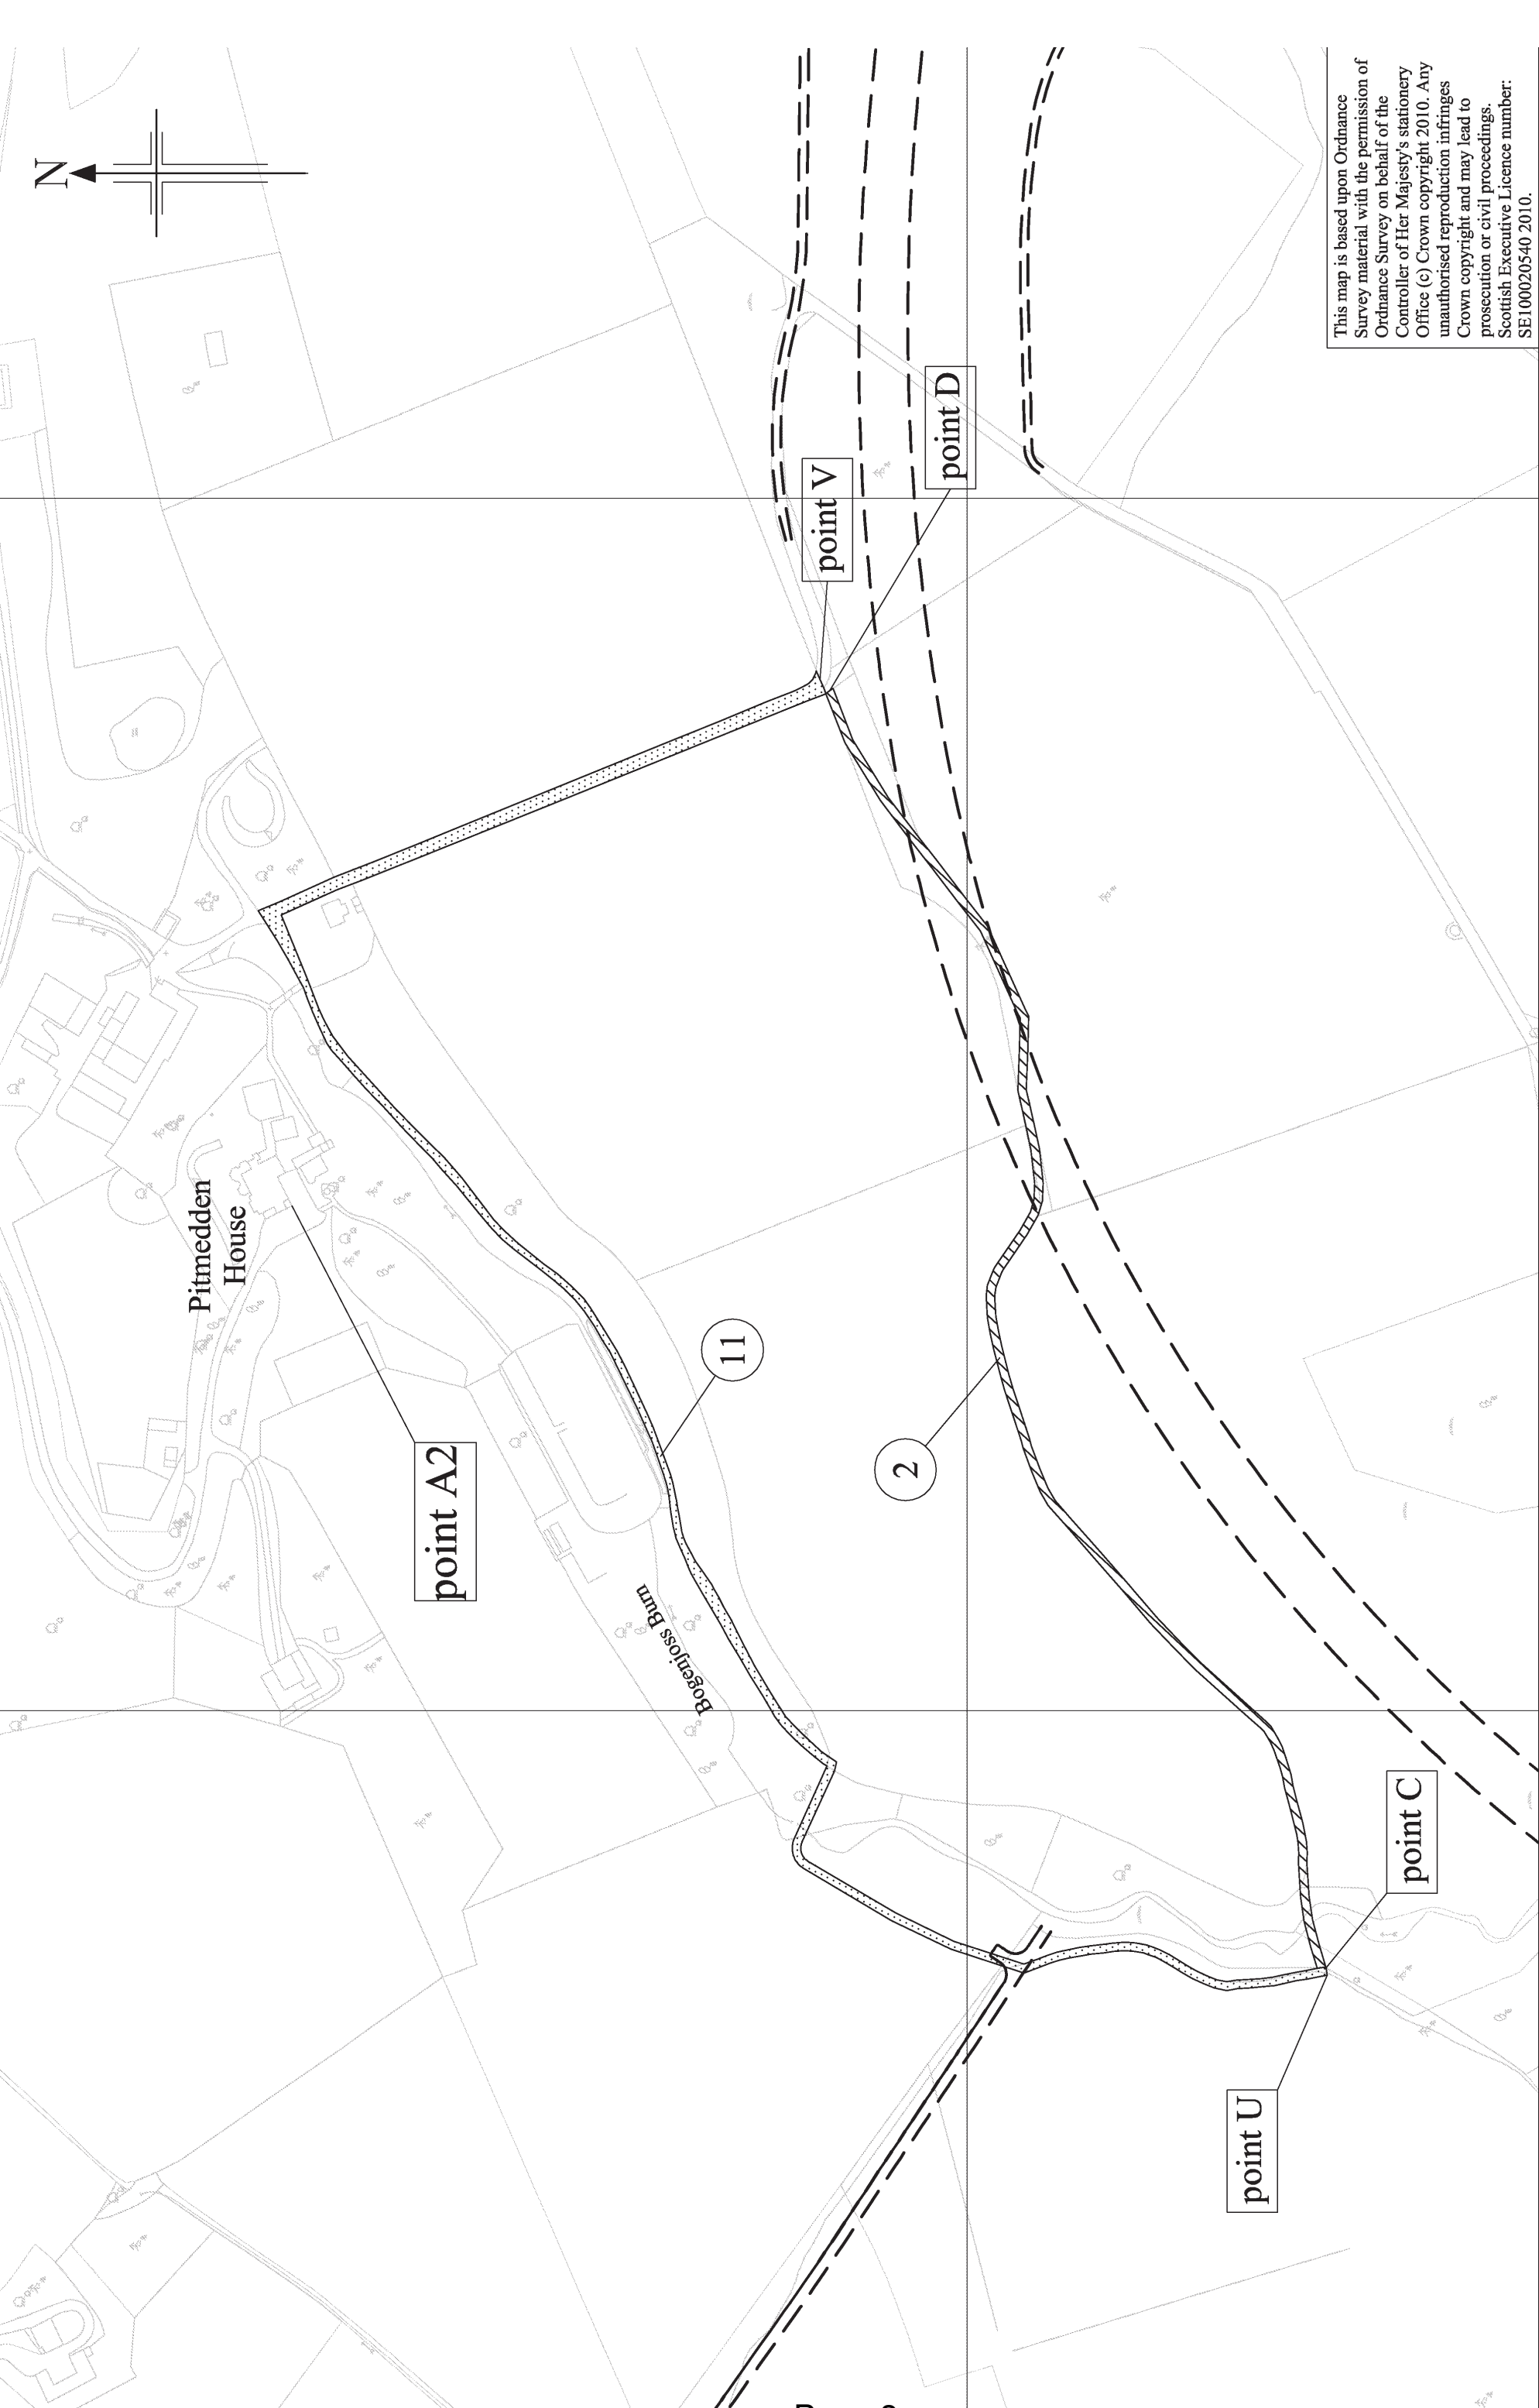 N
This map is based upon Ordnance
Survey material with the permission of
Ordnance Survey on behalf of the
Controller of Her Majesty's stationery
Office (c) Crown copyright 2010. Any
unauthorised reproduction infringes
Crown copyright and may lead to
prosecution or civil proceedings.
Scottish Executive Licence number:
SE100020540 2010.
point D
point V
Pitmedden
House
11
2
point A2
Bogenjoss Burn
point C
point U